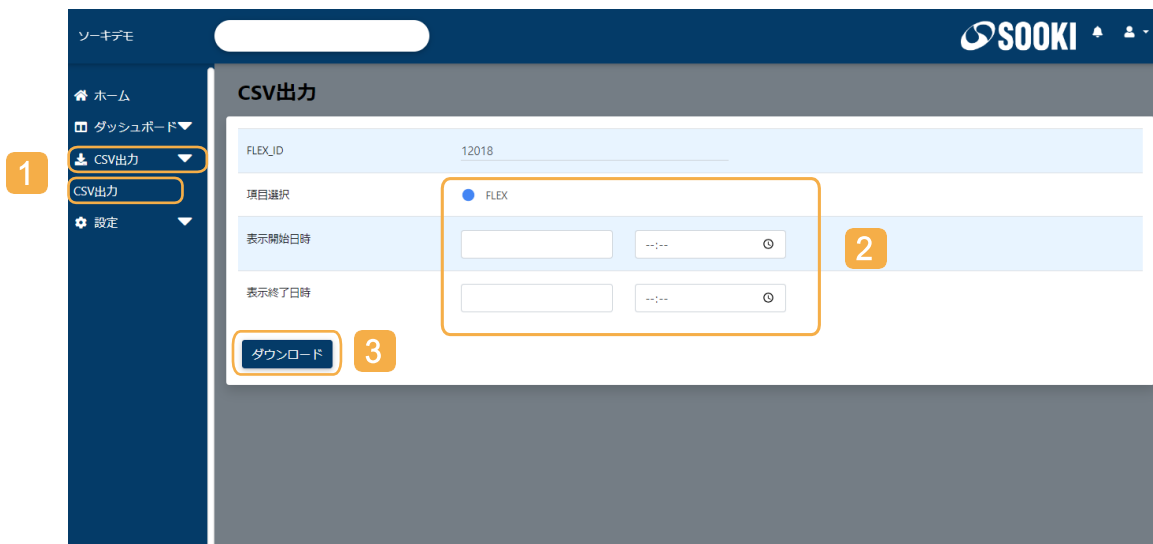 ソーキデモ
SOOKI
ホーム
ダッシュボード
1
CSV出力
CSV出力
設定
CSV出力
FLEX_ID 12018
項目選択 FLEX
表示開始日時 --:--
2
表示終了日時 --:--
ダウンロード
3